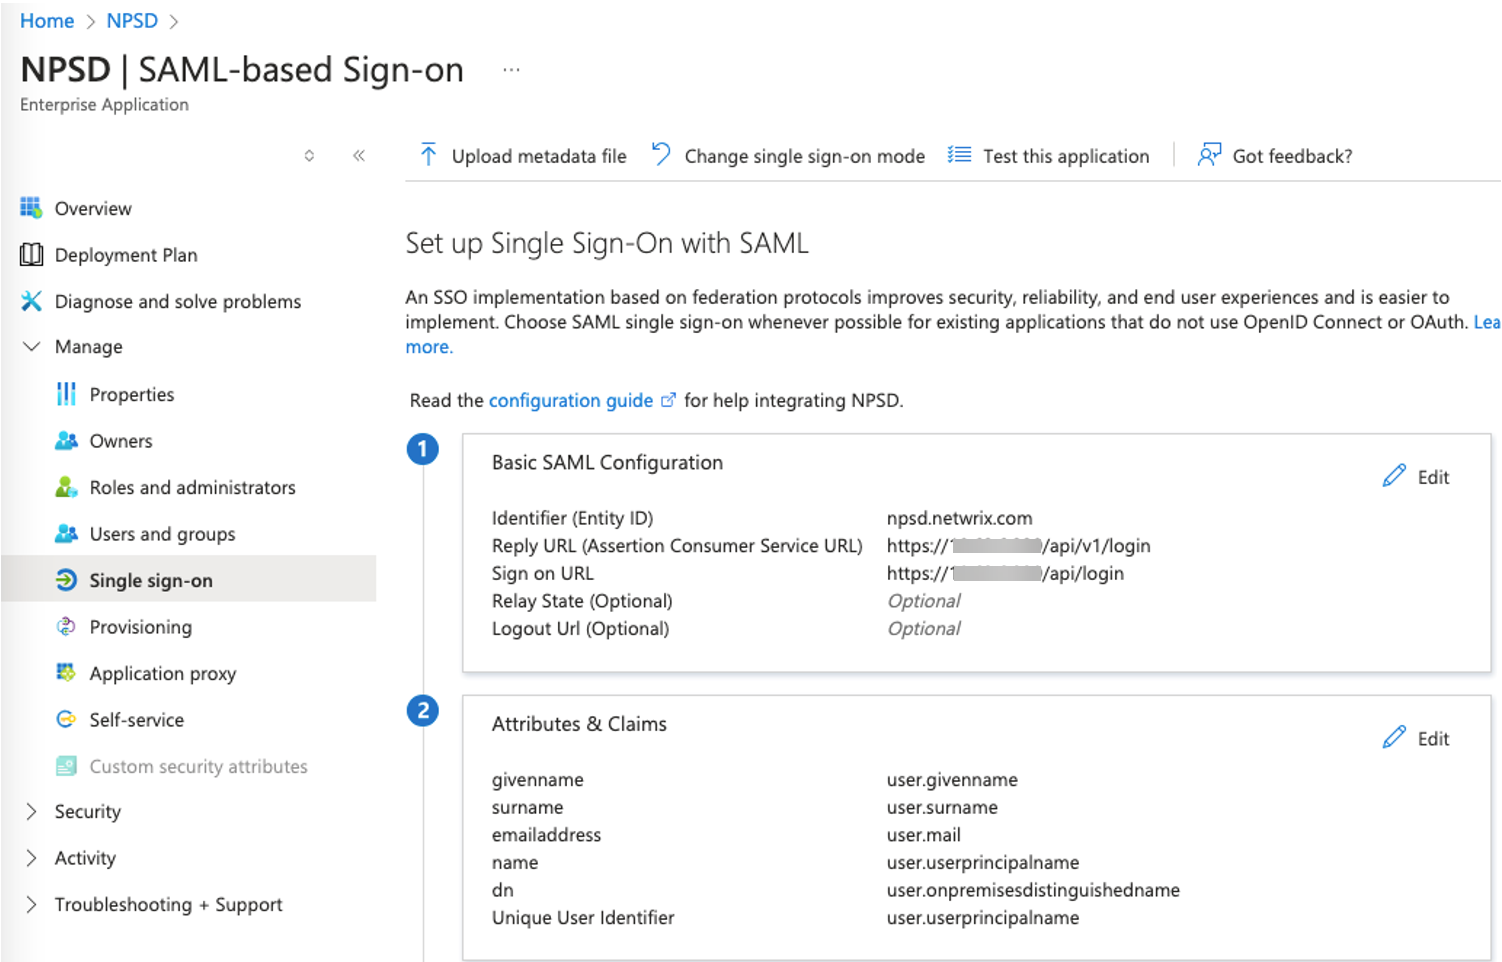 Home > NPSD >
NPSD | SAML-based Sign-on ...
Enterprise Application
Upload metadata file
Change single sign-on mode
Test this application
Got feedback?
Overview
Deployment Plan
Diagnose and solve problems
Manage
Properties
Owners
Roles and administrators
Users and groups
Single sign-on
Provisioning
Application proxy
Self-service
Custom security attributes
Security
Activity
Troubleshooting + Support
Set up Single Sign-On with SAML
An SSO implementation based on federation protocols improves security, reliability, and end user experiences and is easier to
implement. Choose SAML single sign-on whenever possible for existing applications that do not use OpenID Connect or OAuth. Lea
more.
Read the configuration guide for help integrating NPSD.
1
Basic SAML Configuration
Edit
Identifier (Entity ID) npsd.netwrix.com
Reply URL (Assertion Consumer Service URL) https:// /api/v1/login
Sign on URL https:// /api/login
Relay State (Optional) Optional
Logout Url (Optional) Optional
2
Attributes & Claims
Edit
givenname user.givenname
surname user.surname
emailaddress user.mail
name user.userprincipalname
dn user.onpremisesdistinguishedname
Unique User Identifier user.userprincipalname